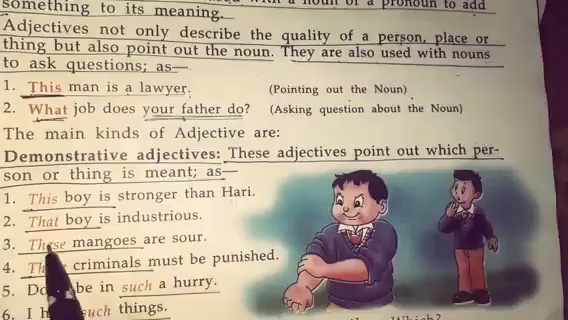 something to its meaning.
Adjectives not only describe the quality of a person, place or
thing but also point out the noun. They are also used with nouns
to ask questions; as—
1. This man is a lawyer. (Pointing out the Noun)
2. What job does your father do? (Asking question about the Noun)
The main kinds of Adjective are:
Demonstrative adjectives: These adjectives point out which per-
son or thing is meant; as—
1. This boy is stronger than Hari.
2. That boy is industrious.
3. These mangoes are sour.
4. criminals must be punished.
5. be in such a hurry.
6. such things.
Which?